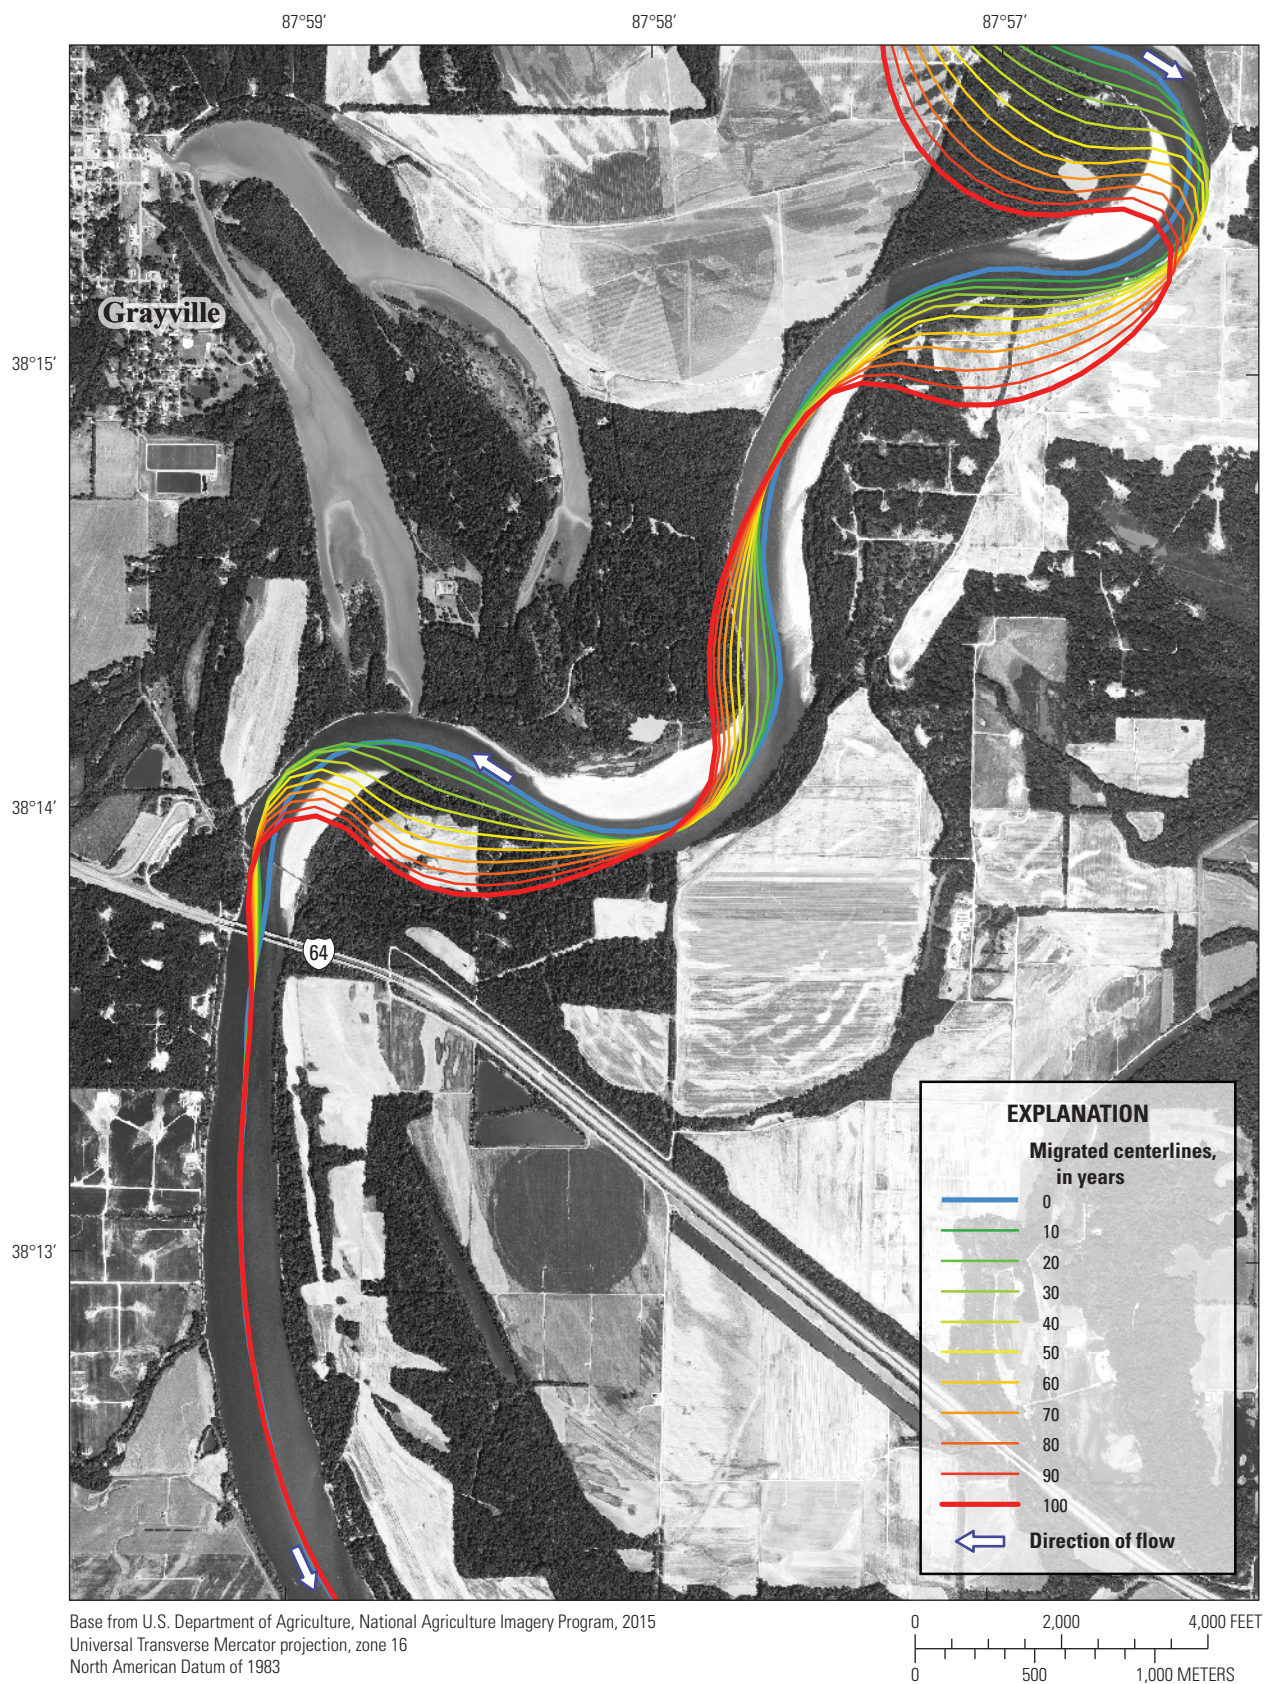 87°59′ 87°58′ 87°57′
Grayville
38°15′
38°14′
64
38°13′
EXPLANATION
Migrated centerlines,
in years
0
10
20
30
40
50
60
70
80
90
100
Direction of flow
Base from U.S. Department of Agriculture, National Agriculture Imagery Program, 2015
Universal Transverse Mercator projection, zone 16
North American Datum of 1983
0 2,000 4,000 FEET
0 500 1,000 METERS